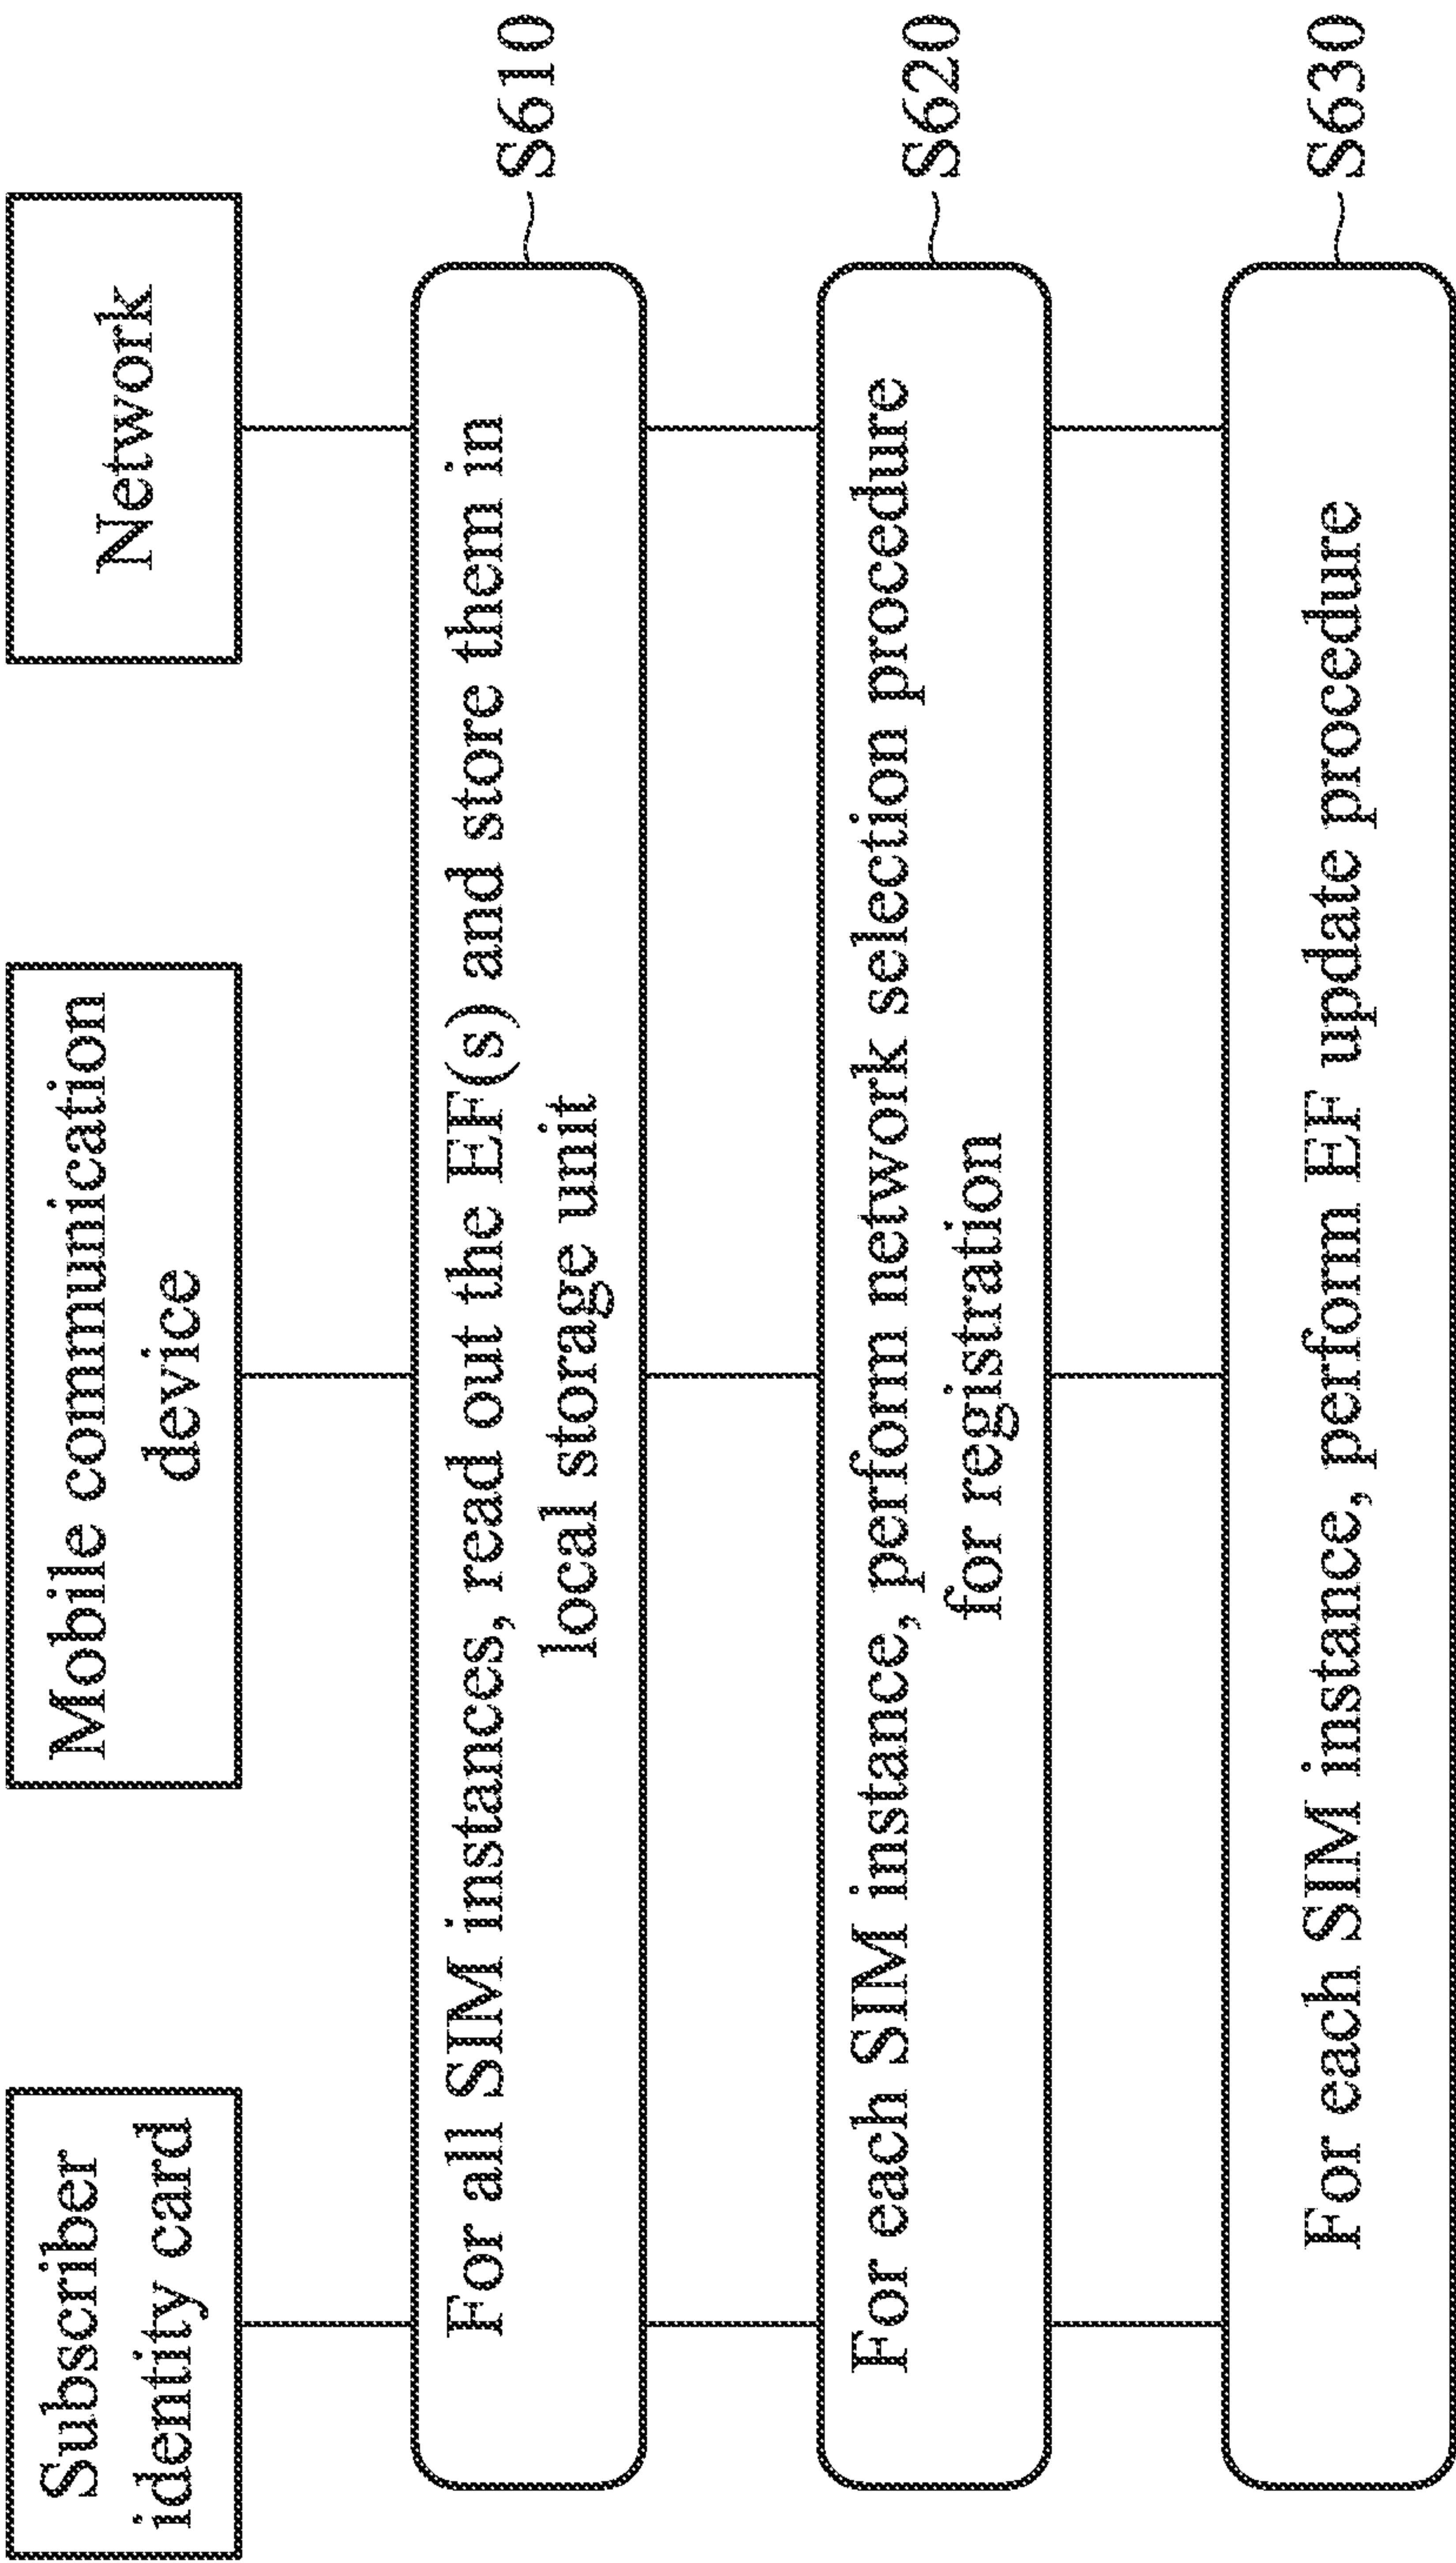 Subscriber
identity card
Mobile communication
device
Network
For all SIM instances, read out the EF(s) and store them in
local storage unit
S610
For each SIM instance, perform network selection procedure
for registration
S620
For each SIM instance, perform EF update procedure
S630